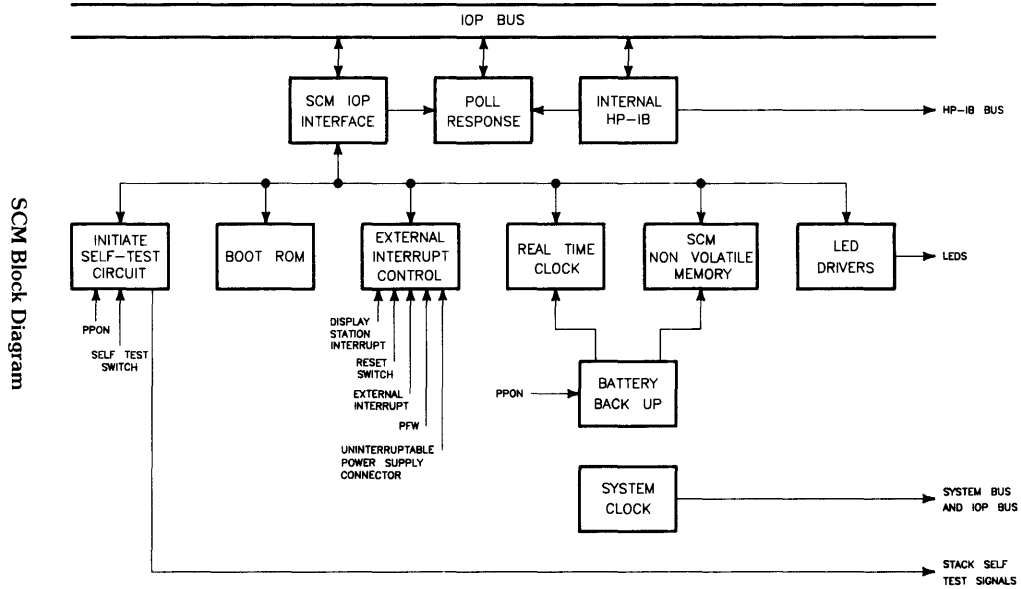 IOP BUS
SCM IOP
INTERFACE
POLL
RESPONSE
INTERNAL
HP-IB
HP-IB BUS
SCM Block Diagram
INITIATE
SELF-TEST
CIRCUIT
BOOT ROM
EXTERNAL
INTERRUPT
CONTROL
REAL TIME
CLOCK
SCM
NON VOLATILE
MEMORY
LED
DRIVERS
LEDS
PPON
SELF TEST
SWITCH
DISPLAY
STATION
INTERRUPT
RESET
SWITCH
EXTERNAL
INTERRUPT
PFW
UNINTERRUPTABLE
POWER SUPPLY
CONNECTOR
PPON
BATTERY
BACK UP
SYSTEM
CLOCK
SYSTEM BUS
AND IOP BUS
STACK SELF
TEST SIGNALS